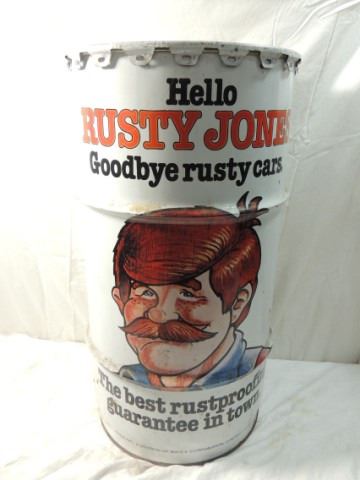 Hello
RUSTY JONES
Goodbye rusty cars.
The best rustproofing
guarantee in town